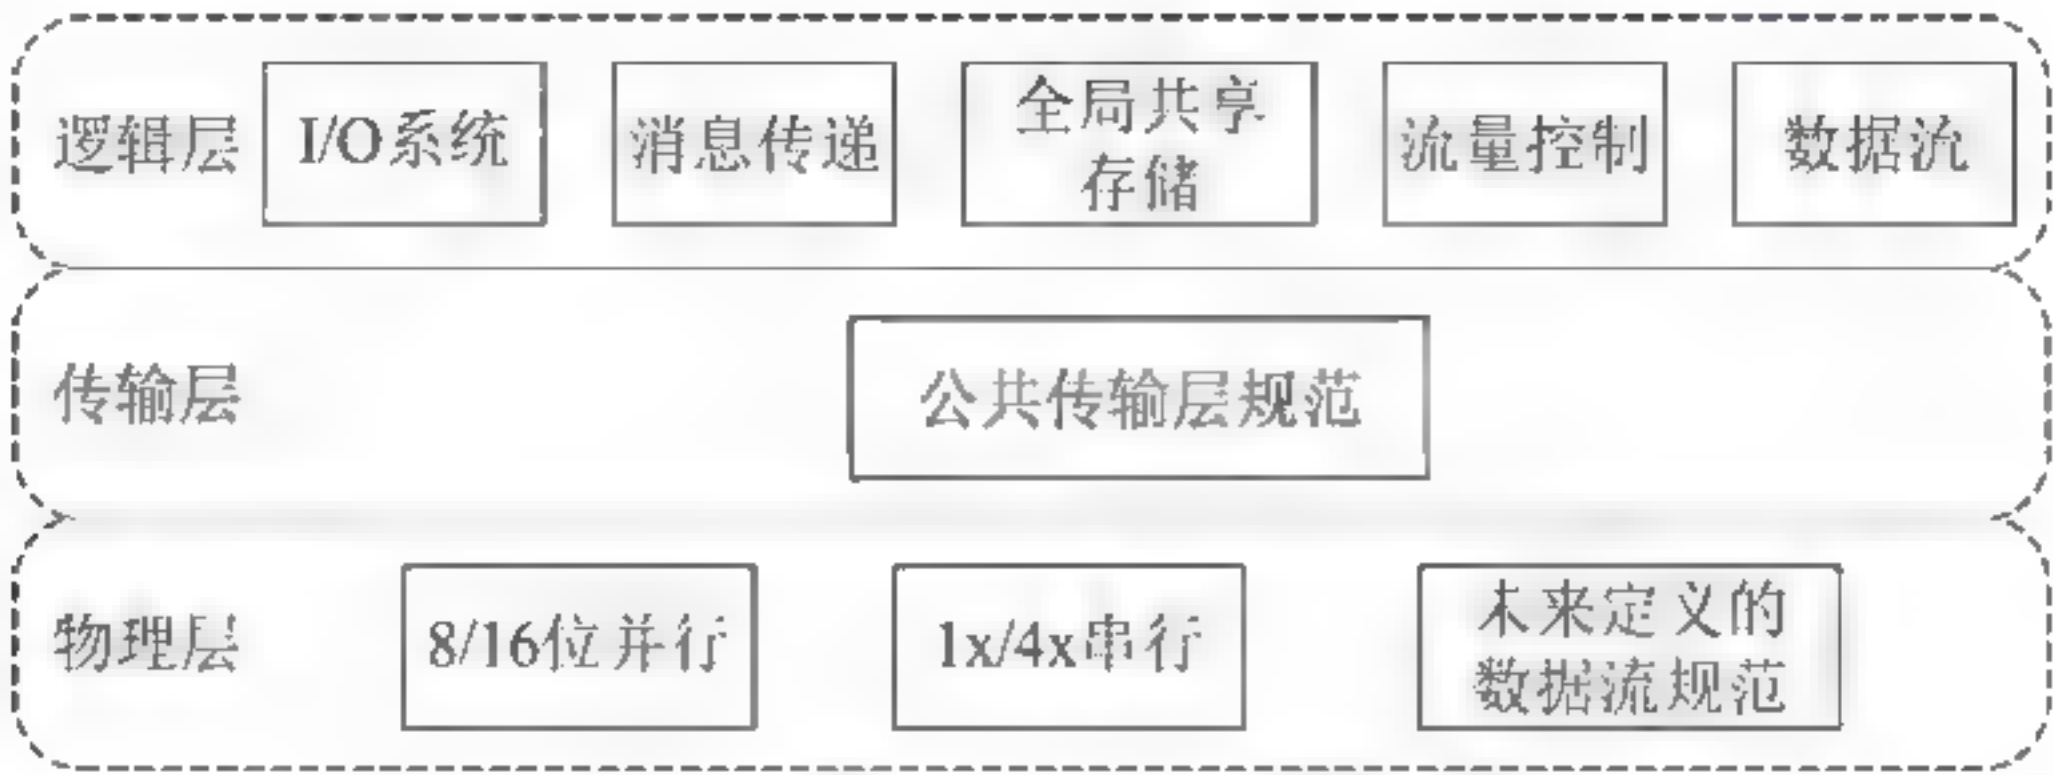 逻辑层
I/O系统
消息传递
全局共享
存储
流量控制
数据流
传输层
公共传输层规范
物理层
8/16位并行
1x/4x串行
未来定义的
数据流规范